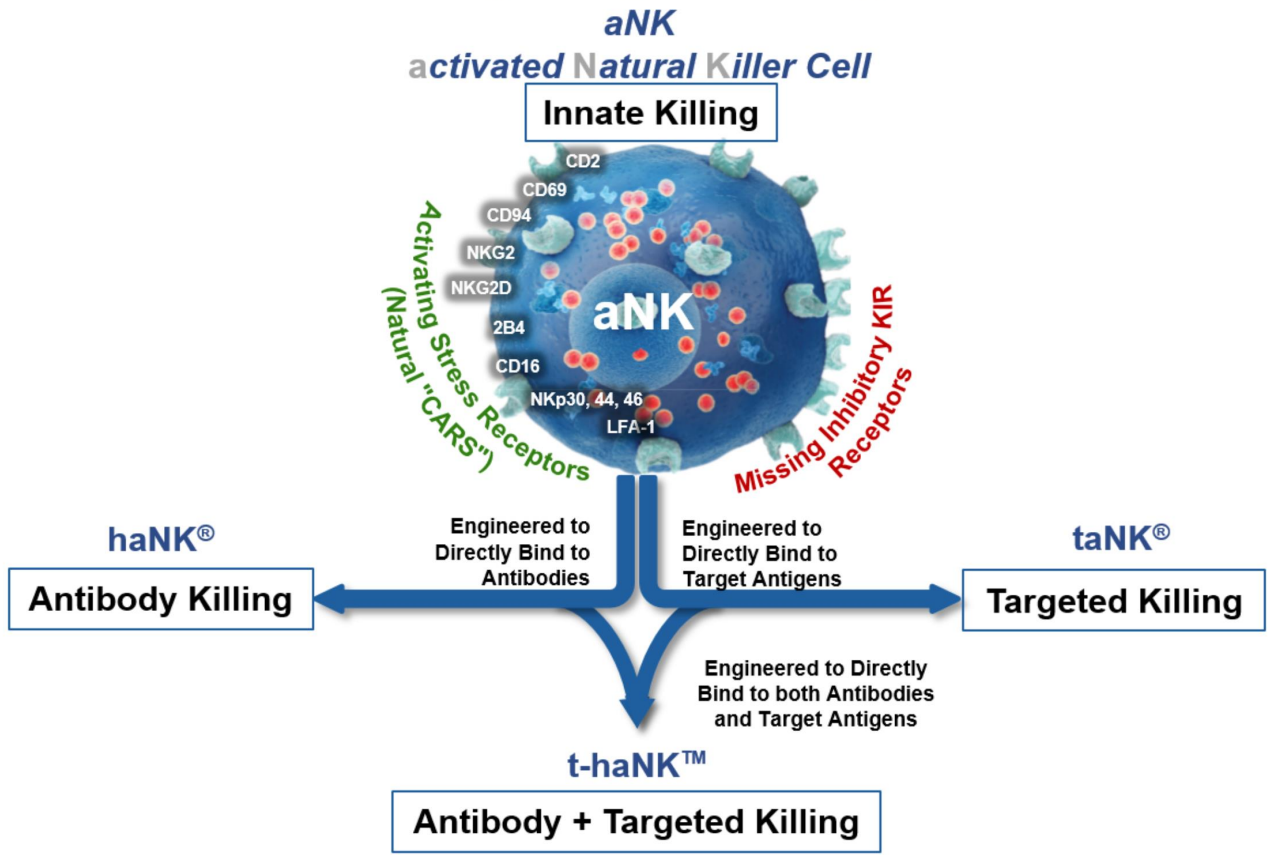 aNK
activated Natural Killer Cell
Innate Killing
CD2
CD69
CD94
NKG2
NKG2D
2B4
CD16
NKp30, 44, 46
LFA-1
aNK
Activating Stress Receptors
(Natural "CARS")
Missing Inhibitory KIR
Receptors
haNK®
Antibody Killing
Engineered to
Directly Bind to
Antibodies
Engineered to
Directly Bind to
Target Antigens
taNK®
Targeted Killing
Engineered to Directly
Bind to both Antibodies
and Target Antigens
t-haNK™
Antibody + Targeted Killing